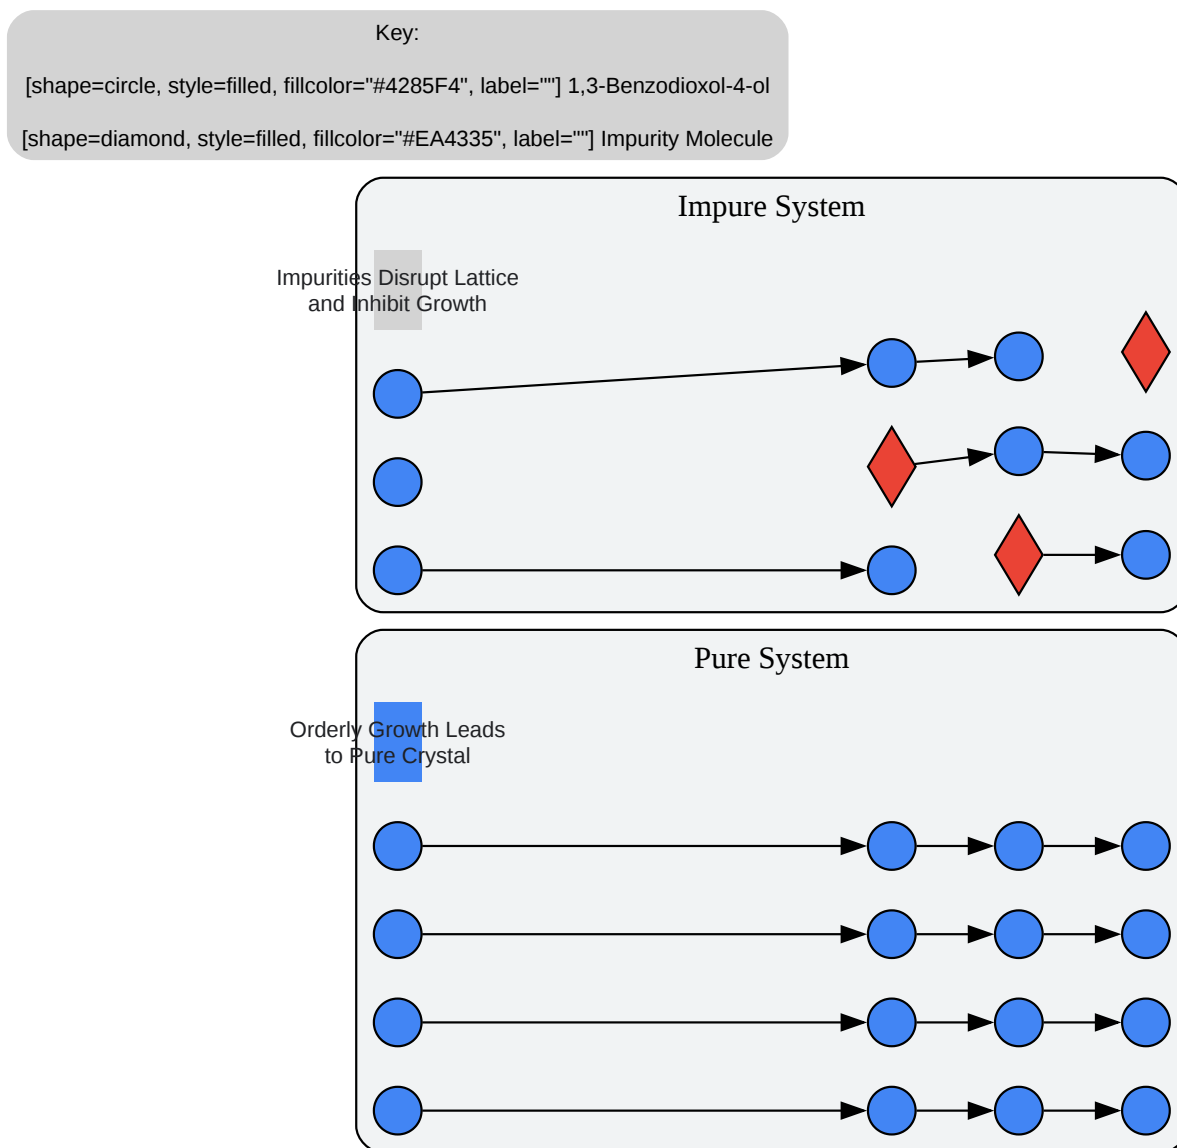 Key:
[shape=circle, style=filled, fillcolor="#4285F4", label=""] 1,3-Benzodioxol-4-ol
[shape=diamond, style=filled, fillcolor="#EA4335", label=""] Impurity Molecule
Impure System
Impurities Disrupt Lattice
and Inhibit Growth
Pure System
Orderly Growth Leads
to Pure Crystal